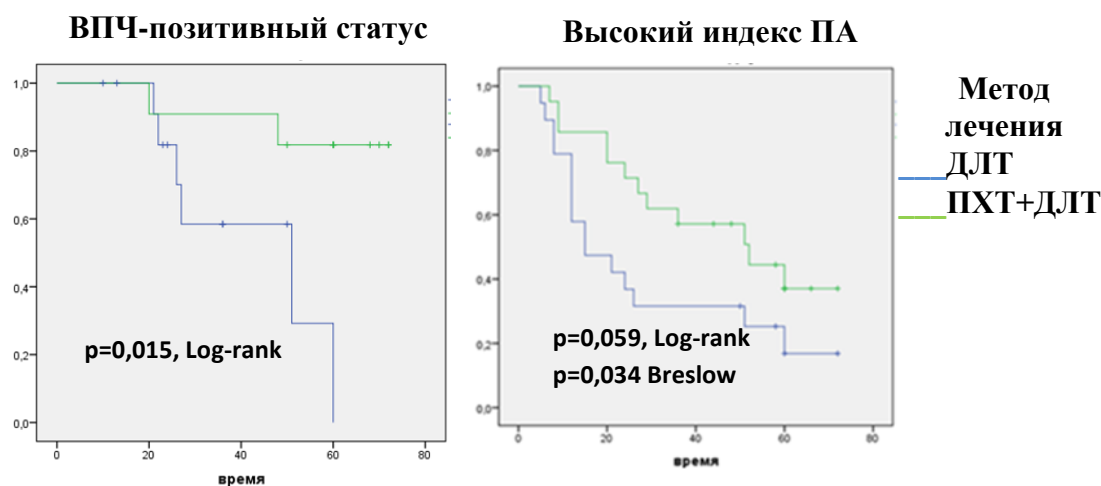 ВПЧ-позитивный статус
1,0
0,8
0,6
0,4
0,2
0,0
p=0,015, Log-rank
0
20
40
60
80
время
Высокий индекс ПА
1,0
0,8
0,6
0,4
0,2
0,0
p=0,059, Log-rank
p=0,034 Breslow
0
20
40
60
80
время
Метод
лечения
ДЛТ
ПХТ+ДЛТ